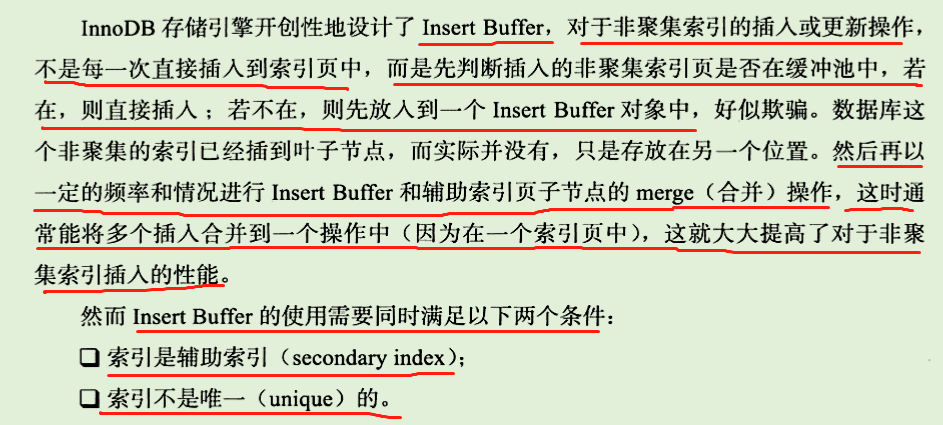 InnoDB 存储引擎开创性地设计了 Insert Buffer，对于非聚集索引的插入或更新操作，
不是每一次直接插入到索引页中，而是先判断插入的非聚集索引页是否在缓冲池中，若
在，则直接插入；若不在，则先放入到一个 Insert Buffer 对象中，好似欺骗。数据库这
个非聚集的索引已经插到叶子节点，而实际并没有，只是存放在另一个位置。然后再以
一定的频率和情况进行 Insert Buffer 和辅助索引页子节点的 merge（合并）操作，这时通
常能将多个插入合并到一个操作中（因为在一个索引页中），这就大大提高了对于非聚
集索引插入的性能。
然而 Insert Buffer 的使用需要同时满足以下两个条件：
❑ 索引是辅助索引（secondary index）；
❑ 索引不是唯一（unique）的。